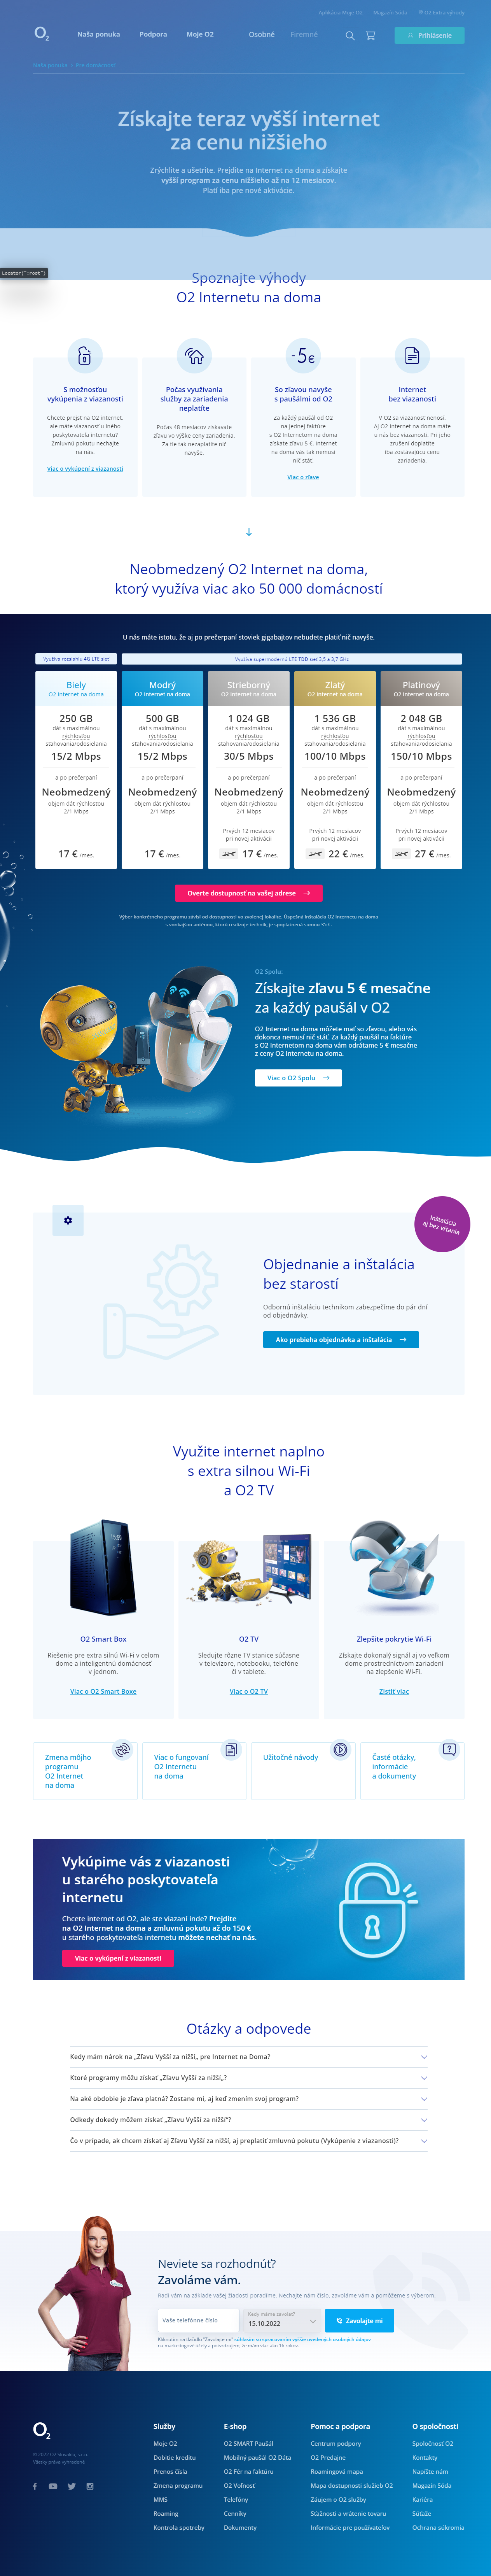 Aplikácia Moje O2 Magazín Sóda O2 Extra výhody
O2 Naša ponuka Podpora Moje O2 Osobné Firemné Prihlásenie
Naša ponuka
Získajte teraz vyšší internet
za cenu nižšieho
Zrýchlite a ušetrite. Prejdite na Internet na doma a získajte
vyšší program za cenu nižšieho až na 12 mesiacov.
Platí iba pre nové aktivácie.
Locator(":root")
Spoznajte výhody
O2 Internetu na doma
S možnosťou
vykúpenia z viazanosti
Chcete prejsť na O2 internet,
ale máte viazanosť u iného
poskytovateľa internetu?
Zmluvnú pokutu nechajte
na nás.
Viac o vykúpení z viazanosti
Počas využívania
služby za zariadenia
neplatíte
Počas 48 mesiacov získavate
zľavu vo výške ceny zariadenia.
Za tie tak nezaplatíte nič
navyše.
-5€
So zľavou navyše
s paušálmi od O2
Za každý paušál od O2
na jednej faktúre
s O2 Internetom na doma
získate zľavu 5 €. Internet
na doma vás tak nemusí
nič stáť.
Viac o zľave
Internet
bez viazanosti
V O2 sa viazanosť nenosí.
Aj O2 Internet na doma máte
u nás bez viazanosti. Pri jeho
zrušení doplatíte
iba zostávajúcu cenu
zariadenia.
Neobmedzený O2 Internet na doma,
ktorý využíva viac ako 50 000 domácností
U nás máte istotu, že aj po prečerpaní stoviek gigabajtov nebudete platiť nič navyše.
Využíva rozsiahlu 4G LTE sieť
Využíva supermodernú LTE TDD sieť 3,5 a 3,7 GHz
Biely
O2 Internet na doma
250 GB
dát s maximálnou
rýchlosťou
sťahovania/odosielania
15/2 Mbps
a po prečerpaní
Neobmedzený
objem dát rýchlosťou
2/1 Mbps
17 € /mes.
Modrý
O2 Internet na doma
500 GB
dát s maximálnou
rýchlosťou
sťahovania/odosielania
15/2 Mbps
a po prečerpaní
Neobmedzený
objem dát rýchlosťou
2/1 Mbps
17 € /mes.
Strieborný
O2 Internet na doma
1 024 GB
dát s maximálnou
rýchlosťou
sťahovania/odosielania
30/5 Mbps
a po prečerpaní
Neobmedzený
objem dát rýchlosťou
2/1 Mbps
Prvých 12 mesiacov
pri novej aktivácii
22 € 17 € /mes.
Zlatý
O2 Internet na doma
1 536 GB
dát s maximálnou
rýchlosťou
sťahovania/odosielania
100/10 Mbps
a po prečerpaní
Neobmedzený
objem dát rýchlosťou
2/1 Mbps
Prvých 12 mesiacov
pri novej aktivácii
27 € 22 € /mes.
Platinový
O2 Internet na doma
2 048 GB
dát s maximálnou
rýchlosťou
sťahovania/odosielania
150/10 Mbps
a po prečerpaní
Neobmedzený
objem dát rýchlosťou
2/1 Mbps
Prvých 12 mesiacov
pri novej aktivácii
27 € /mes.
Overte dostupnosť na vašej adrese
Výber konkrétneho programu závisí od dostupnosti vo zvolenej lokalite. Úspešná inštalácia O2 Internetu na doma
s vonkajšou anténou, ktorú realizuje technik, je spoplatnená sumou 35 €.
O2 Spolu:
Získajte zľavu 5 € mesačne
za každý paušál v O2
O2 Internet na doma môžete mať so zľavou, alebo vás
dokonca nemusí nič stáť. Za každý paušál na faktúre
s O2 Internetom na doma vám odrátame 5 € mesačne
z ceny O2 Internetu na doma.
Viac o O2 Spolu
Inštalácia
aj bez vŕtania
Objednanie a inštalácia
bez starostí
Odbornú inštaláciu technikom zabezpečíme do pár dní
od objednávky.
Ako prebieha objednávka a inštalácia
Využite internet naplno
s extra silnou Wi-Fi
a O2 TV
O2 Smart Box
Riešenie pre extra silnú Wi-Fi v celom
dome a inteligentnú domácnosť
v jednom.
Viac o O2 Smart Boxe
O2 TV
Sledujte rôzne TV stanice súčasne
v televízore, notebooku, telefóne
či v tablete.
Viac o O2 TV
Zlepšite pokrytie Wi-Fi
Získajte dokonalý signál aj vo veľkom
dome prostredníctvom zariadení
na zlepšenie Wi-Fi.
Zistiť viac
Zmena môjho
programu
O2 Internet
na doma
Viac o fungovaní
O2 Internetu
na doma
Užitočné návody
Časté otázky,
informácie
a dokumenty
Vykúpime vás z viazanosti
u starého poskytovateľa
internetu
Chcete internet od O2, ale ste viazaní inde? Prejdite
na O2 Internet na doma a zmluvnú pokutu až do 150 €
u starého poskytovateľa internetu môžete nechať na nás.
Viac o vykúpení z viazanosti
Otázky a odpovede
Kedy mám nárok na „Zľavu Vyšší za nižší„ pre Internet na Doma?
Ktoré programy môžu získať „Zľavu Vyšší za nižší„?
Na aké obdobie je zľava platná? Zostane mi, aj keď zmením svoj program?
Odkedy dokedy môžem získať „Zľavu Vyšší za nižší“?
Čo v prípade, ak chcem získať aj Zľavu Vyšší za nižší, aj preplatiť zmluvnú pokutu (Vykúpenie z viazanosti)?
Neviete sa rozhodnúť?
Zavoláme vám.
Radi vám na základe vašej žiadosti poradíme. Nechajte nám číslo, zavoláme vám a pomôžeme s výberom.
Vaše telefónne číslo
Kedy máme zavolať?
15.10.2022
Zavolajte mi
Kliknutím na tlačidlo "Zavolajte mi" súhlasím so spracúvaním vyššie uvedených osobných údajov
na marketingové účely a potvrdzujem, že mám viac ako 16 rokov.
O2
© 2022 O2 Slovakia, s.r.o.
Všetky práva vyhradené
Služby
Moje O2
Dobitie kreditu
Prenos čísla
Zmena programu
MMS
Roaming
Kontrola spotreby
E-shop
O2 SMART Paušál
Mobilný paušál O2 Dáta
O2 Fér na faktúru
O2 Voľnosť
Telefóny
Cenníky
Dokumenty
Pomoc a podpora
Centrum podpory
O2 Predajne
Roamingová mapa
Mapa dostupnosti služieb O2
Záujem o O2 služby
Sťažnosti a vrátenie tovaru
Informácie pre používateľov
O spoločnosti
Spoločnosť O2
Kontakty
Napíšte nám
Magazín Sóda
Kariéra
Súťaže
Ochrana súkromia